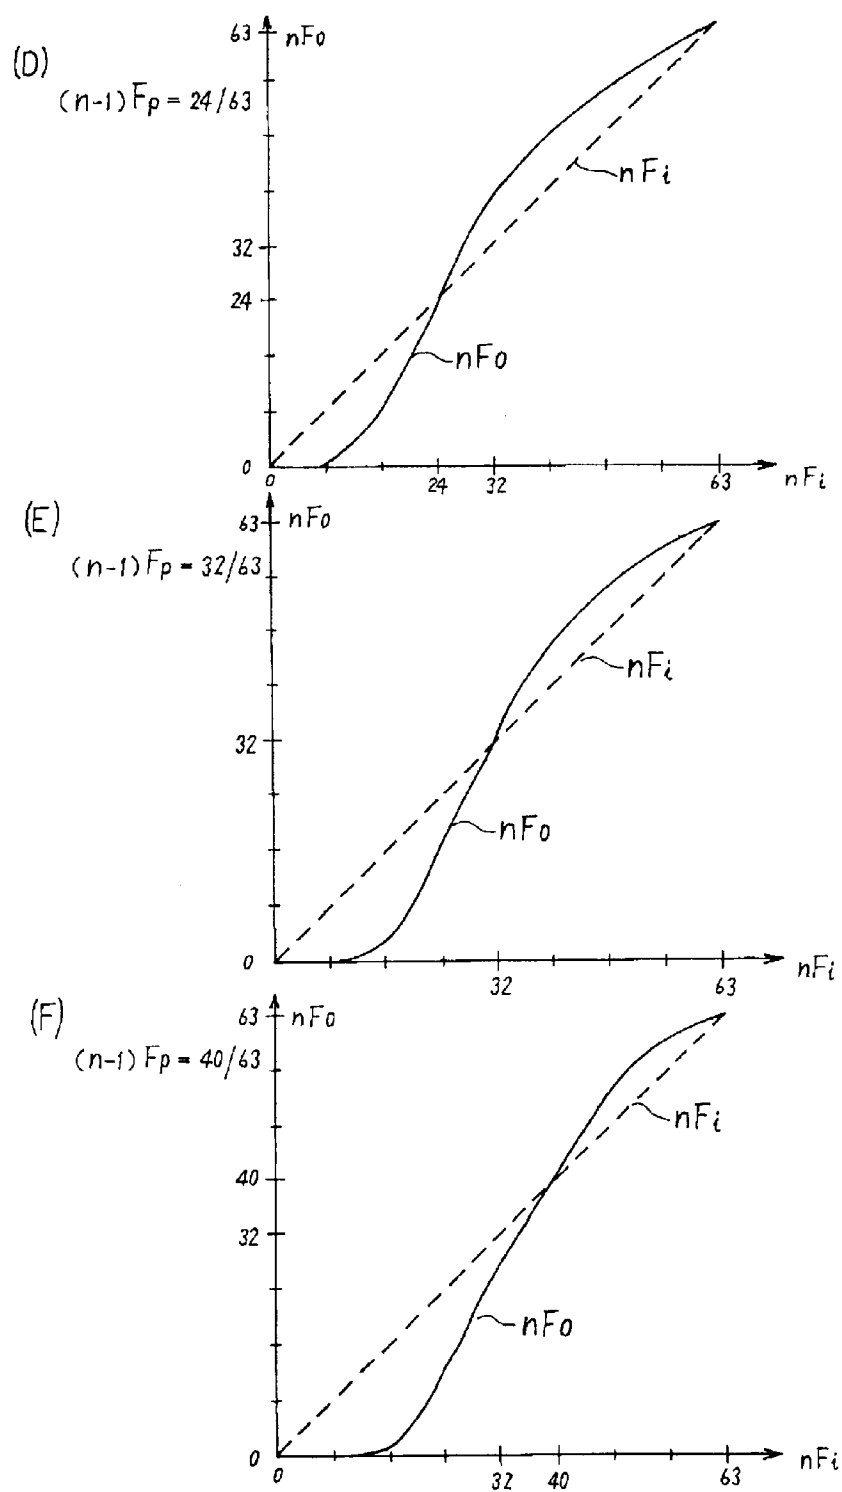 63 nFo
(D)
(n-1)Fp = 24/63
nFi
32
24
nFo
0
0 24 32 63 nFi
(E)
63 nFo
(n-1)Fp = 32/63
nFi
32
nFo
0
32 63 nFi
(F)
63 nFo
(n-1)Fp = 40/63
nFi
40
32
nFo
0
0 32 40 63 nFi